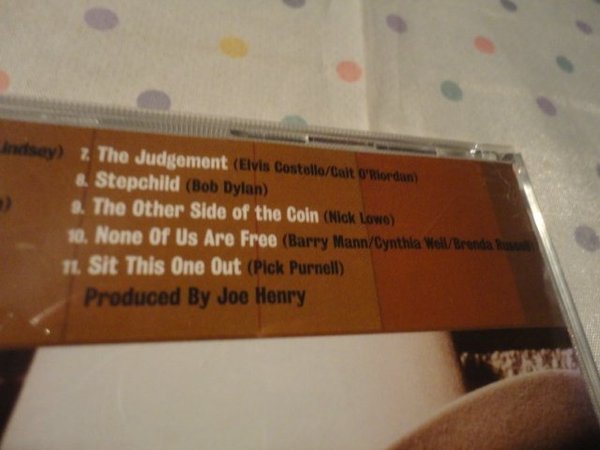 Lindsey) 7. The Judgement (Elvis Costello/Cait O'Riordan)
8. Stepchild (Bob Dylan)
9. The Other Side of the Coin (Nick Lowe)
10. None Of Us Are Free (Barry Mann/Cynthia Weil/Brenda Russell)
11. Sit This One Out (Pick Purnell)
Produced By Joe Henry